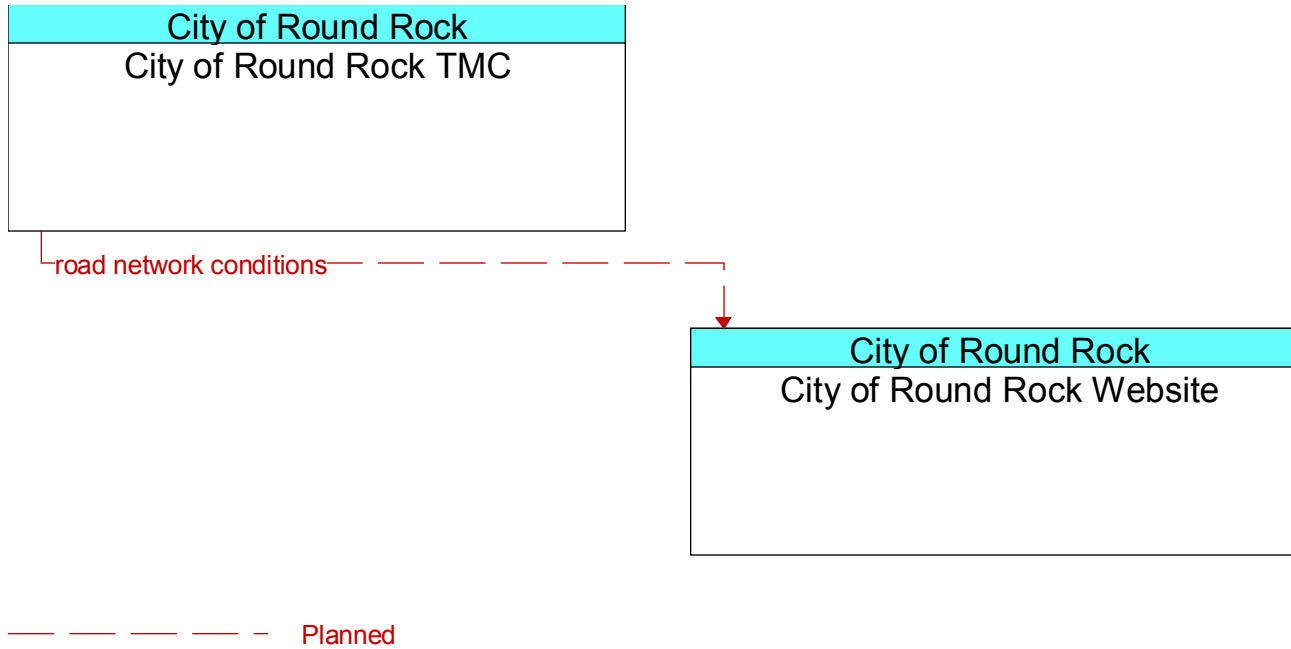 City of Round Rock
City of Round Rock TMC
road network conditions
City of Round Rock
City of Round Rock Website
Planned